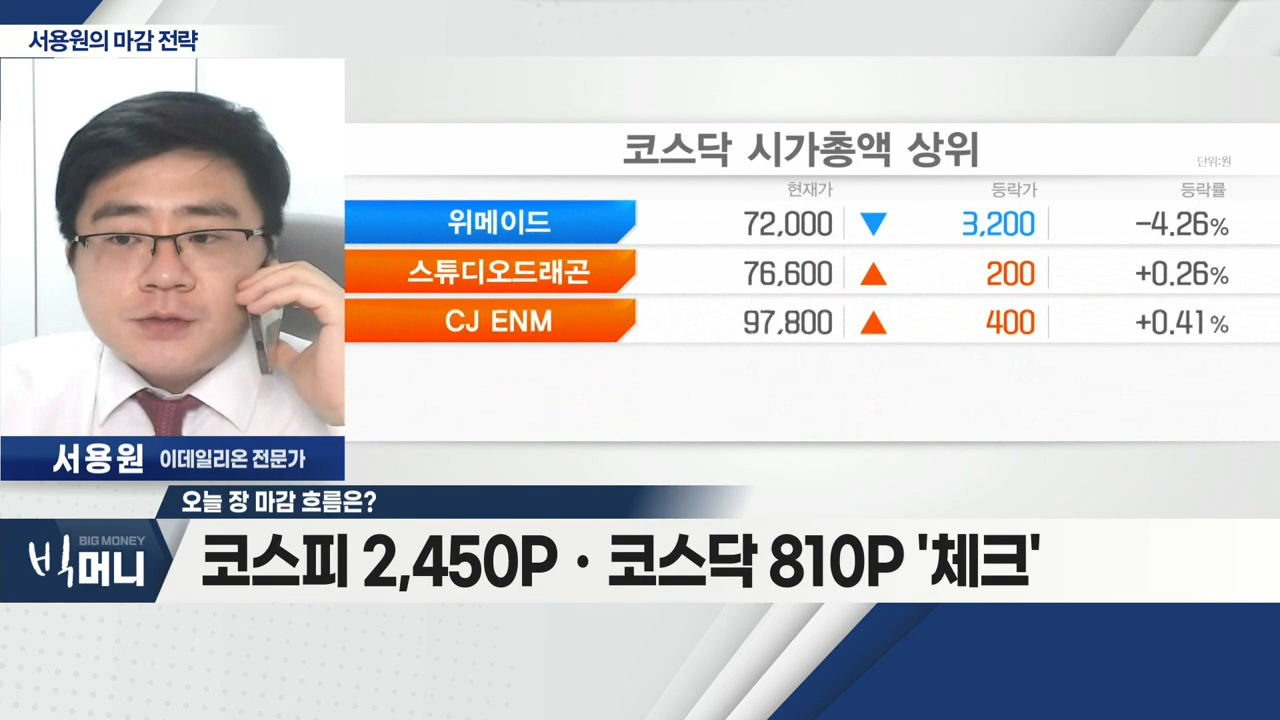 서용원의 마감 전략
코스닥 시가총액 상위
단위:원
현재가 등락가 등락률
위메이드 72,000 ▼ 3,200 -4.26%
스튜디오드래곤 76,600 ▲ 200 +0.26%
CJ ENM 97,800 ▲ 400 +0.41%
서용원 이데일리온 전문가
오늘 장 마감 흐름은?
BIG MONEY
빅머니
코스피 2,450P · 코스닥 810P '체크'